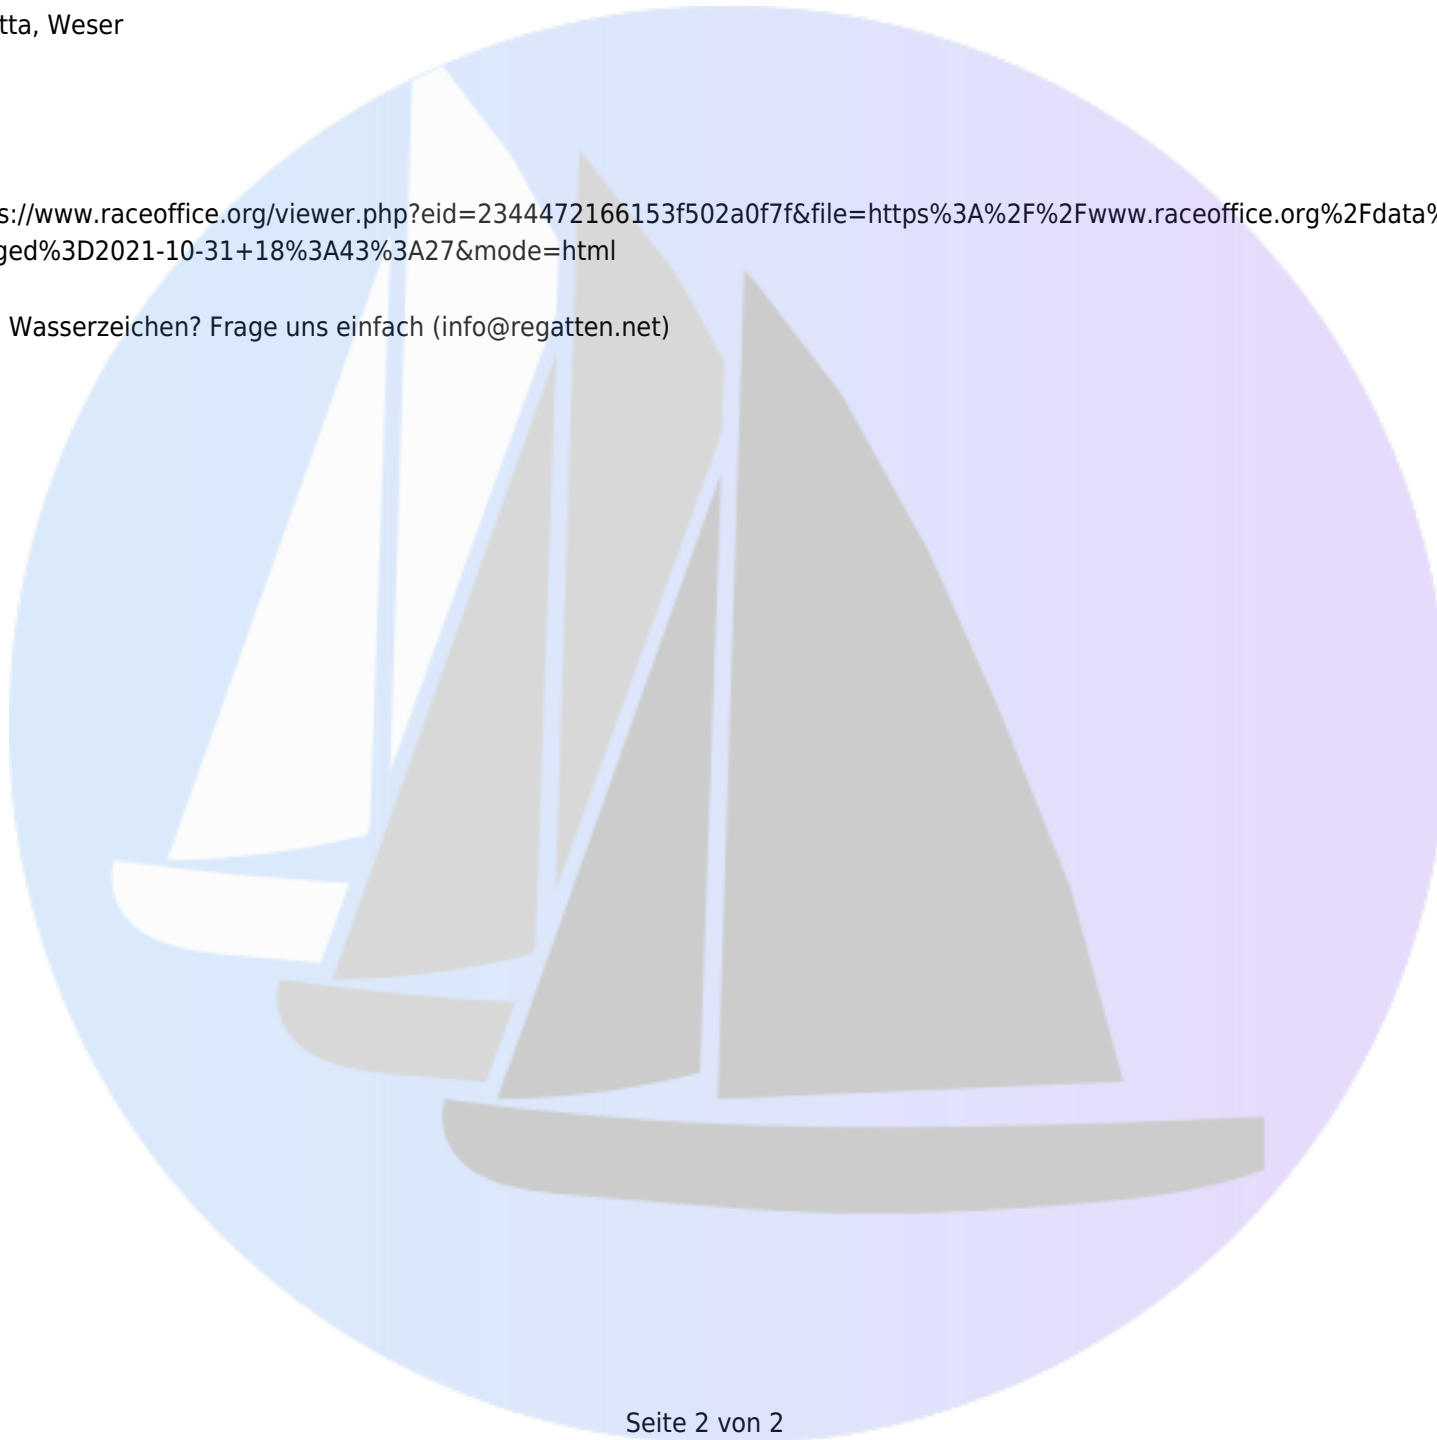 tta, Weser
s://www.raceoffice.org/viewer.php?eid=2344472166153f502a0f7f&file=https%3A%2F%2Fwww.raceoffice.org%2Fdata%
ged%3D2021-10-31+18%3A43%3A27&mode=html
Wasserzeichen? Frage uns einfach (info@regatten.net)
Seite 2 von 2